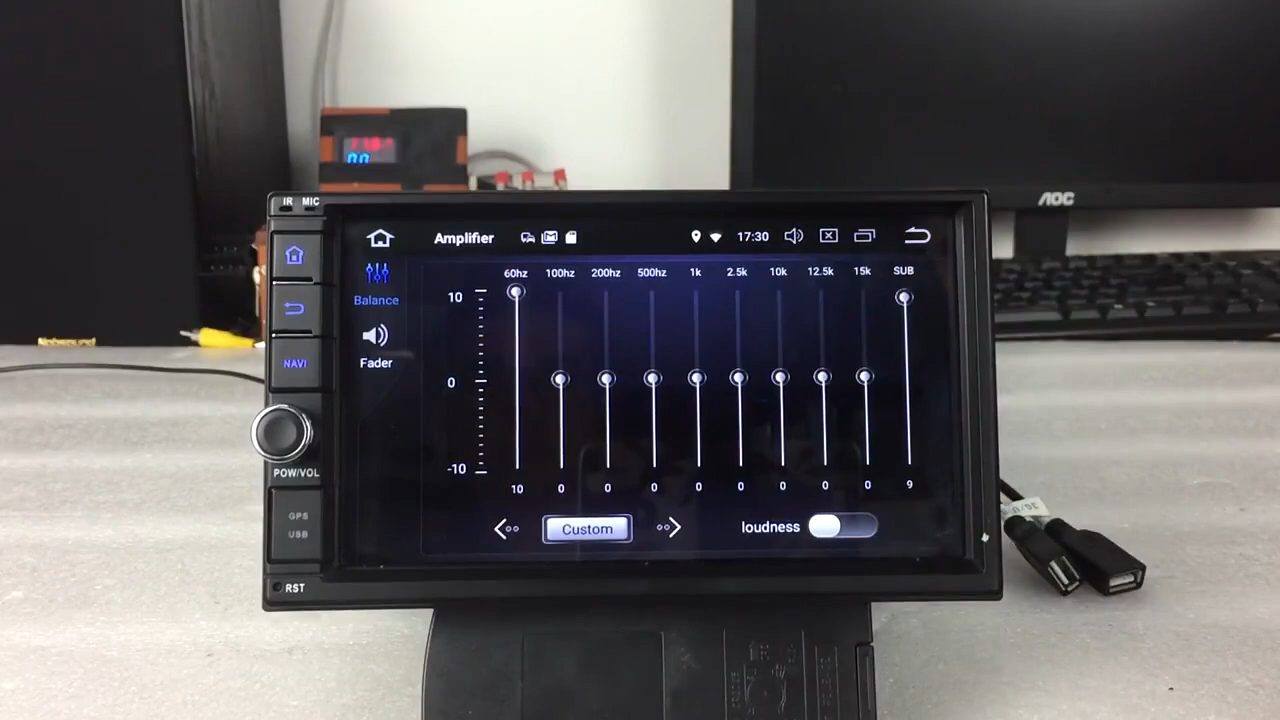 AOC
IR MIC
Amplifier 17:30
60hz 100hz 200hz 500hz 1k 2.5k 10k 12.5k 15k SUB
Balance
10
Fader
0
-10
10 0 0 0 0 0 0 0 0 9
Custom
loudness
NAVI
POW/VOL
GPS
USB
RST